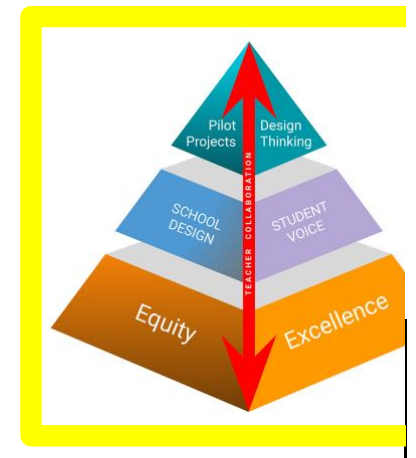 Pilot
Projects
Design
Thinking
SCHOOL
DESIGN
STUDENT
VOICE
TEACHER COLLABORATION
Equity
Excellence